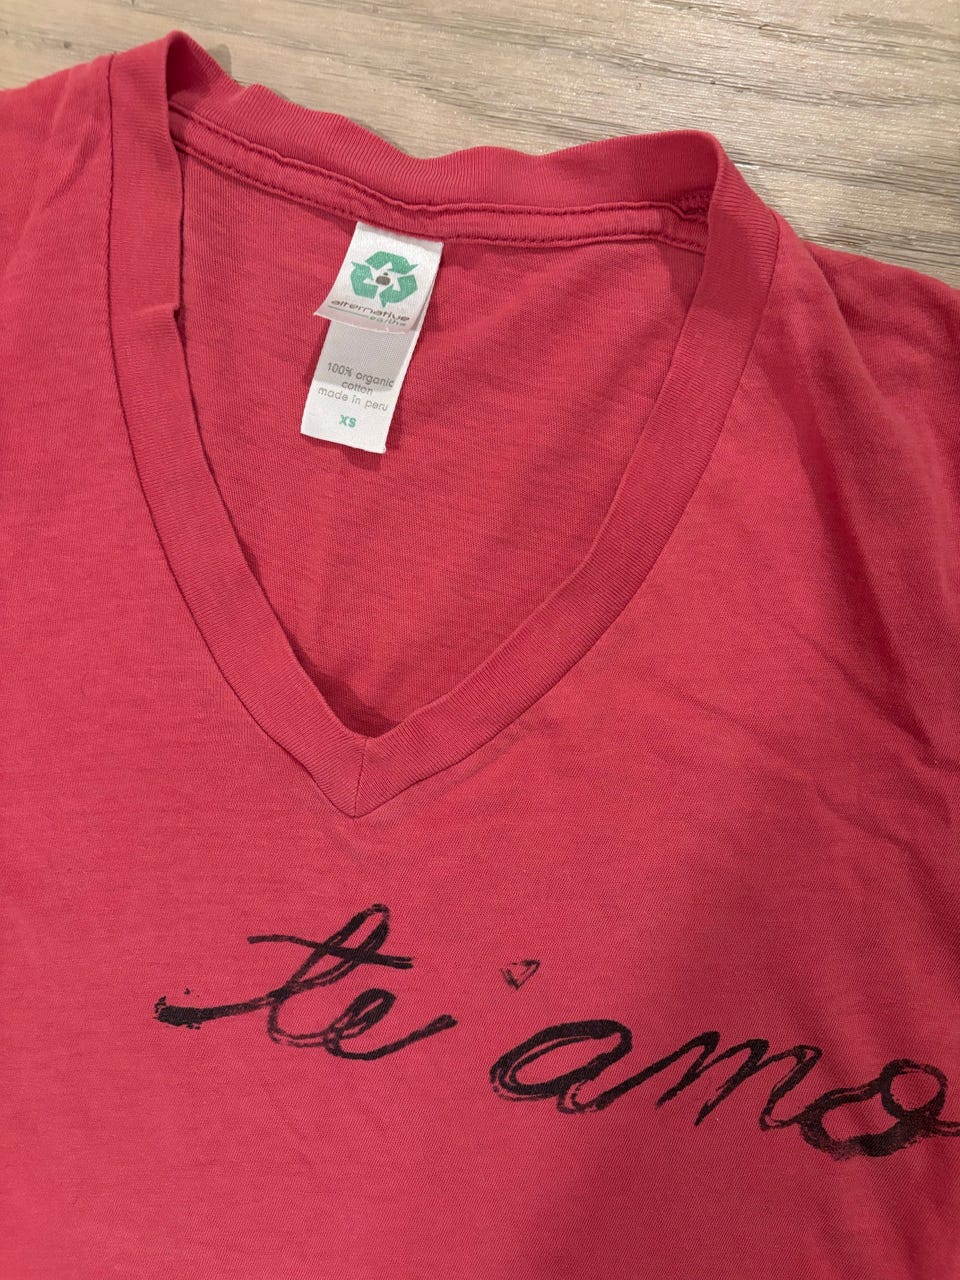 alternative
earth
100% organic
cotton
made in peru
XS
te amo